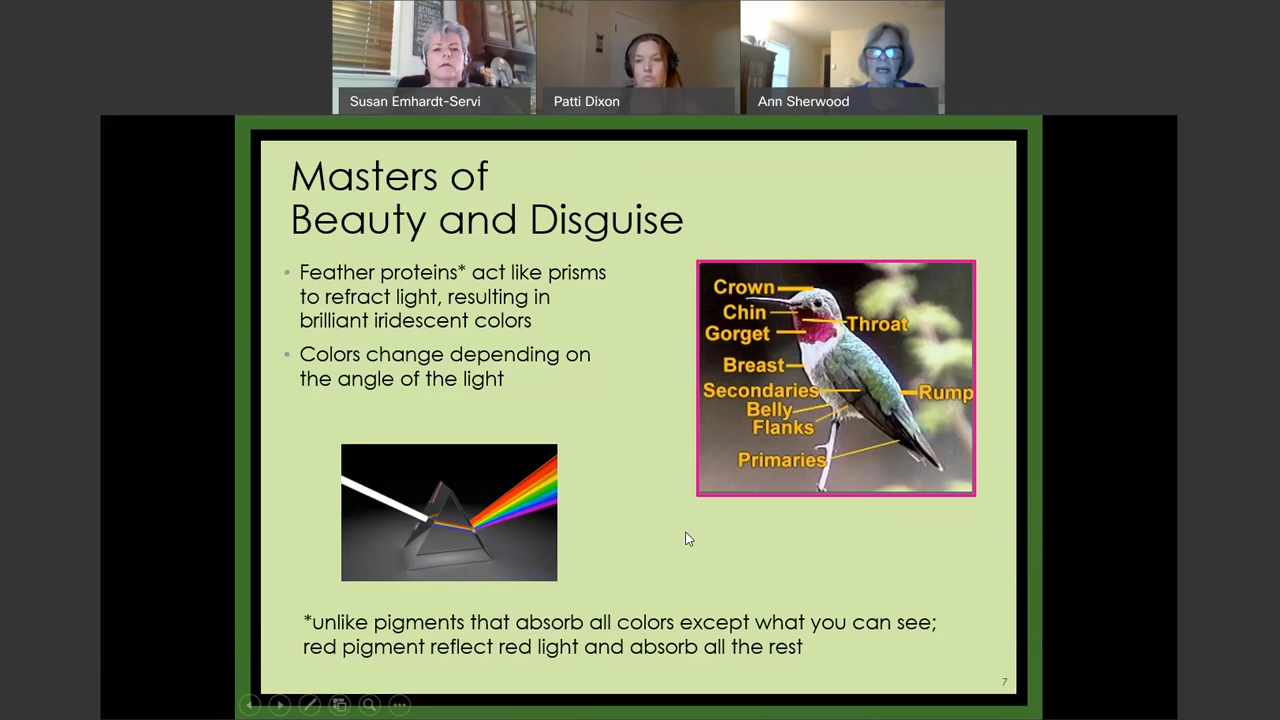 Susan Emhardt-Servi
Patti Dixon
Ann Sherwood
Masters of
Beauty and Disguise
• Feather proteins* act like prisms
to refract light, resulting in
brilliant iridescent colors
• Colors change depending on
the angle of the light
Crown
Chin
Throat
Gorget
Breast
Secondaries
Rump
Belly
Flanks
Primaries
*unlike pigments that absorb all colors except what you can see;
red pigment reflect red light and absorb all the rest
7